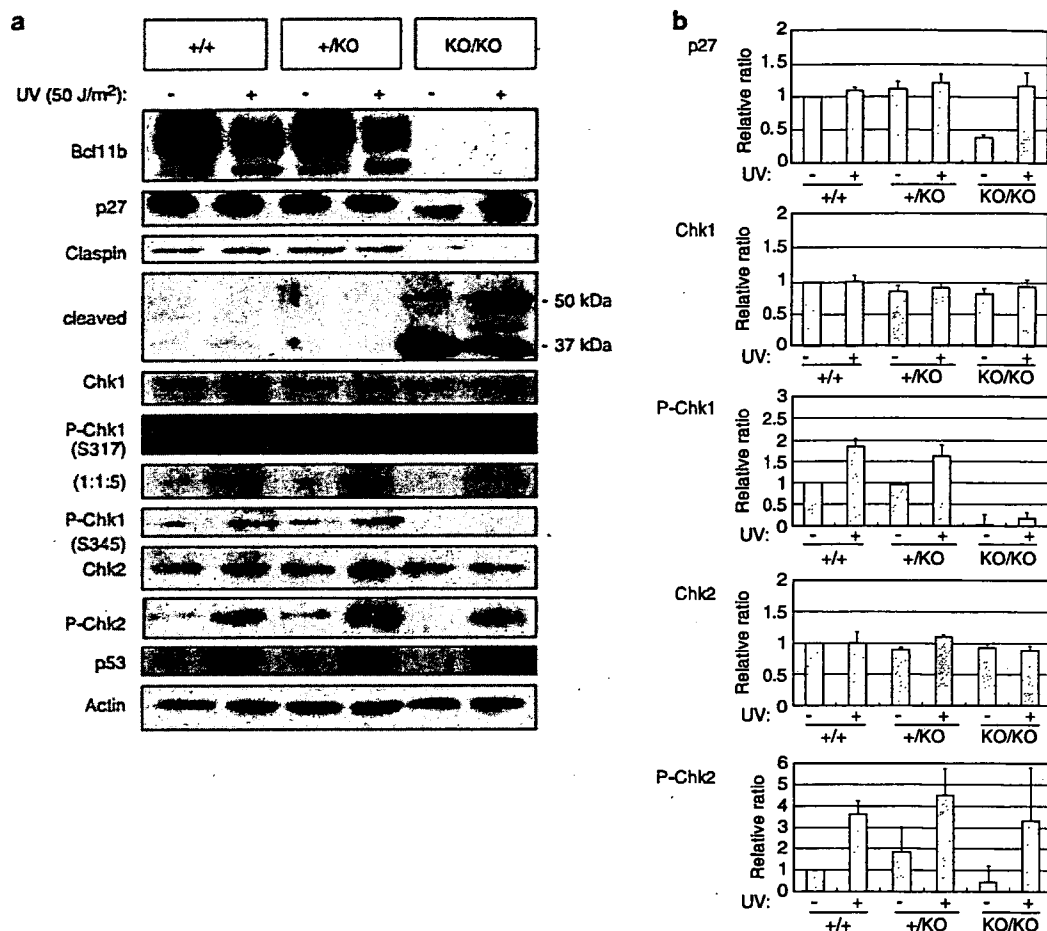 a
+/+ +/KO KO/KO
UV (50 J/m²): - + - + - +
Bcl11b
p27
Claspin
cleaved
- 50 kDa
- 37 kDa
Chk1
P-Chk1
(S317)
(1:1:5)
P-Chk1
(S345)
Chk2
P-Chk2
p53
Actin
b
p27
Relative ratio
2
1.5
1
0.5
0
UV: - + - + - +
+/+ +/KO KO/KO
Chk1
Relative ratio
2
1.5
1
0.5
0
UV: - + - + - +
+/+ +/KO KO/KO
P-Chk1
Relative ratio
3
2.5
2
1.5
1
0.5
0
UV: - + - + - +
+/+ +/KO KO/KO
Chk2
Relative ratio
2
1.5
1
0.5
0
UV: - + - + - +
+/+ +/KO KO/KO
P-Chk2
Relative ratio
6
5
4
3
2
1
0
UV: - + - + - +
+/+ +/KO KO/KO